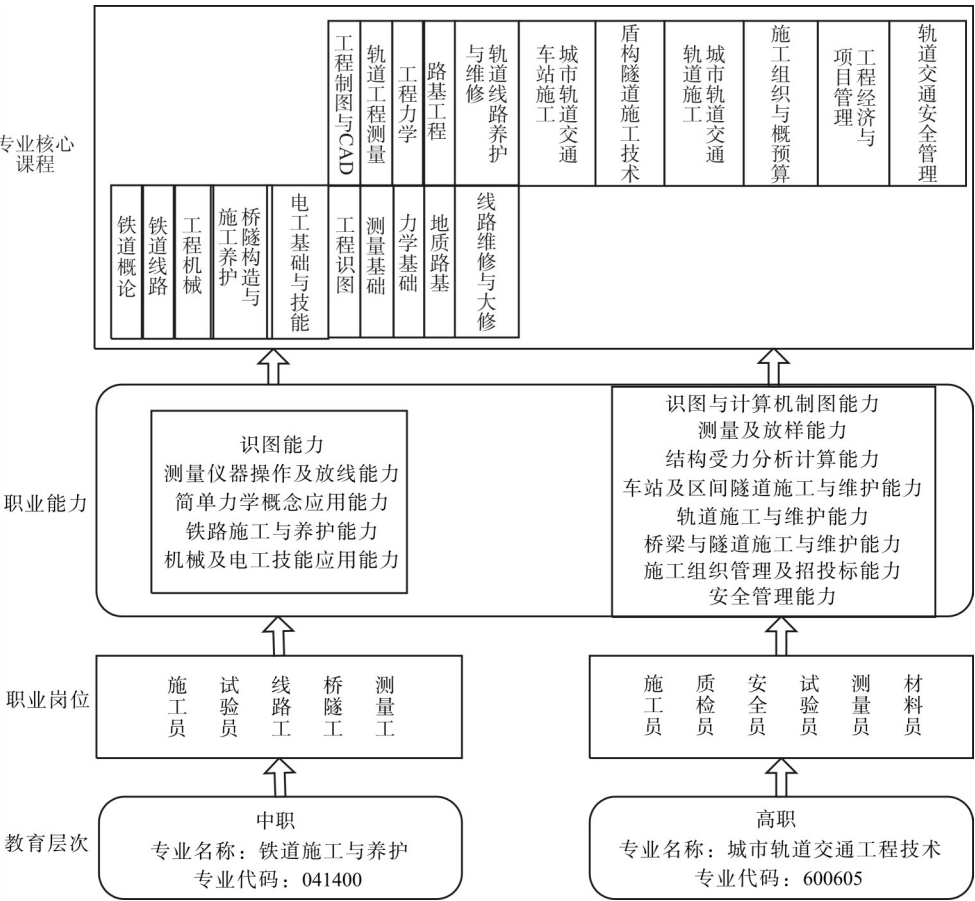 专业核心
课程
工程制图与CAD
轨道工程测量
工程力学
路基工程
轨道线路养护
与维修
城市轨道交通
车站施工
盾构隧道施工技术
城市轨道交通
轨道施工
施工组织与概预算
工程经济与
项目管理
轨道交通安全管理
铁道概论
铁道线路
工程机械
桥隧构造与
施工养护
电工基础与技能
工程识图
测量基础
力学基础
地质路基
线路维修与大修
职业能力
识图能力
测量仪器操作及放线能力
简单力学概念应用能力
铁路施工与养护能力
机械及电工技能应用能力
识图与计算机制图能力
测量及放样能力
结构受力分析计算能力
车站及区间隧道施工与维护能力
轨道施工与维护能力
桥梁与隧道施工与维护能力
施工组织管理及招投标能力
安全管理能力
职业岗位
施工员
试验员
线路工
桥隧工
测量工
施工员
质检员
安全员
试验员
测量员
材料员
教育层次
中职
专业名称：铁道施工与养护
专业代码：041400
高职
专业名称：城市轨道交通工程技术
专业代码：600605